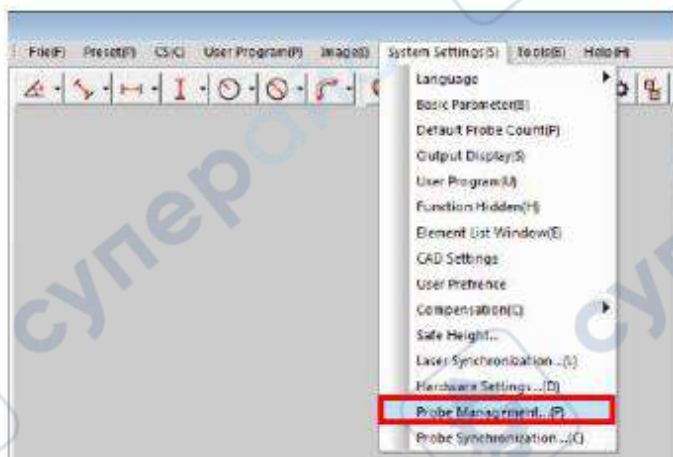 File(F) Preset(P) CS(C) User Program(P) Image(I) System Settings(S) Tools(E) Help(H)
Language
Basic Parameter(B)
Default Probe Count(P)
Output Display(S)
User Program(U)
Function Hidden(H)
Element List Window(E)
CAD Settings
User Prefrence
Compensation(C)
Safe Height...
Laser Synchronization...(L)
Hardware Settings...(D)
Probe Management...(P)
Probe Synchronization...(C)